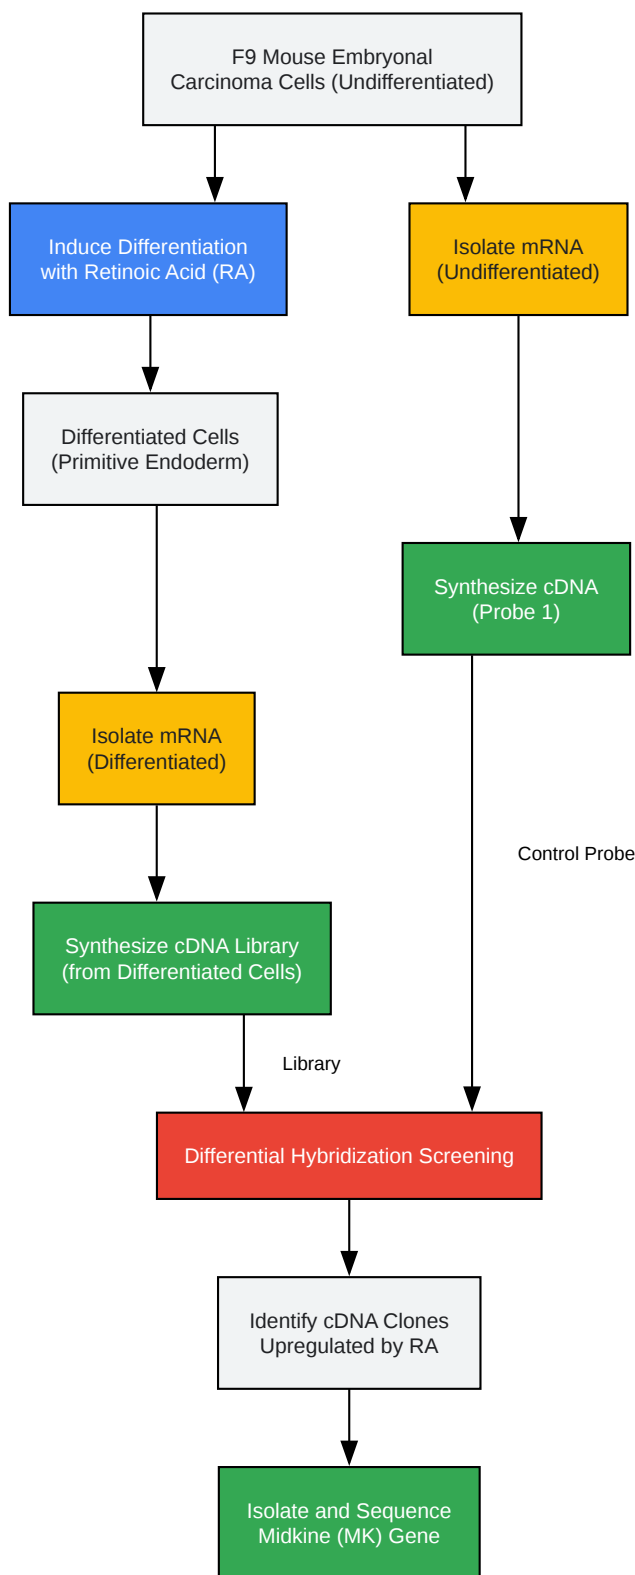 F9 Mouse Embryonal
Carcinoma Cells (Undifferentiated)
Induce Differentiation
with Retinoic Acid (RA)
Isolate mRNA
(Undifferentiated)
Differentiated Cells
(Primitive Endoderm)
Synthesize cDNA
(Probe 1)
Isolate mRNA
(Differentiated)
Control Probe
Synthesize cDNA Library
(from Differentiated Cells)
Library
Differential Hybridization Screening
Identify cDNA Clones
Upregulated by RA
Isolate and Sequence
Midkine (MK) Gene